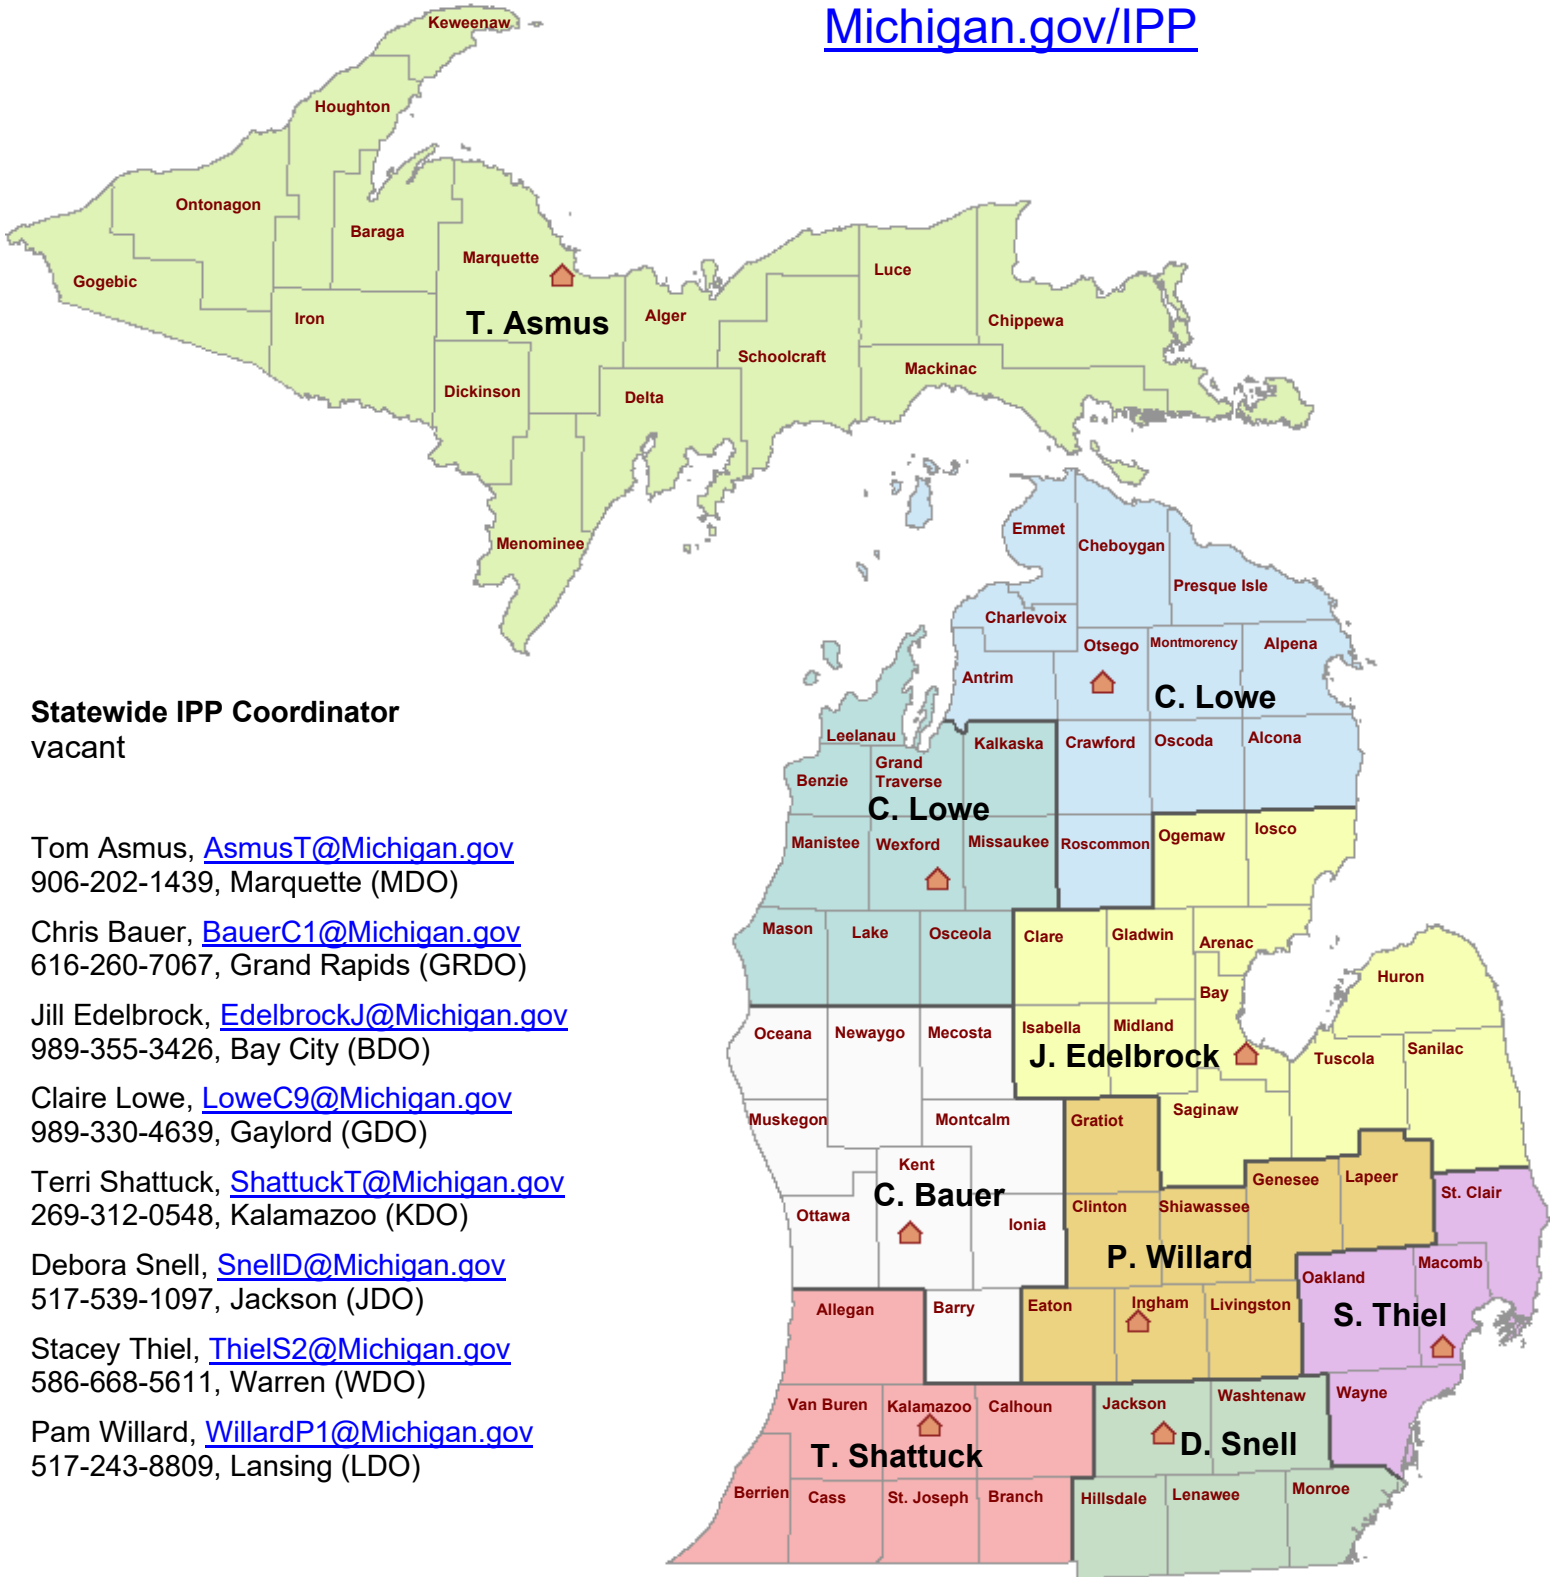 Michigan.gov/IPP
Keweenaw
Houghton
Ontonagon
Baraga
Marquette
Gogebic
Luce
Iron
T. Asmus
Alger
Chippewa
Schoolcraft
Mackinac
Dickinson
Delta
Menominee
Emmet
Cheboygan
Presque Isle
Charlevoix
Otsego
Montmorency
Alpena
Antrim
C. Lowe
Leelanau
Kalkaska
Crawford
Oscoda
Alcona
Grand
Traverse
Benzie
C. Lowe
Manistee
Wexford
Missaukee
Roscommon
Ogemaw
Iosco
Mason
Lake
Osceola
Clare
Gladwin
Arenac
Huron
Bay
Oceana
Newaygo
Mecosta
Isabella
Midland
J. Edelbrock
Tuscola
Sanilac
Muskegon
Montcalm
Gratiot
Saginaw
Kent
C. Bauer
Ottawa
Ionia
Clinton
Shiawassee
Genesee
Lapeer
St. Clair
P. Willard
Oakland
Macomb
S. Thiel
Allegan
Barry
Eaton
Ingham
Livingston
Van Buren
Kalamazoo
Calhoun
Jackson
Washtenaw
Wayne
T. Shattuck
D. Snell
Berrien
Cass
St. Joseph
Branch
Hillsdale
Lenawee
Monroe
Statewide IPP Coordinator
vacant
Tom Asmus, AsmusT@Michigan.gov
906-202-1439, Marquette (MDO)
Chris Bauer, BauerC1@Michigan.gov
616-260-7067, Grand Rapids (GRDO)
Jill Edelbrock, EdelbrockJ@Michigan.gov
989-355-3426, Bay City (BDO)
Claire Lowe, LoweC9@Michigan.gov
989-330-4639, Gaylord (GDO)
Terri Shattuck, ShattuckT@Michigan.gov
269-312-0548, Kalamazoo (KDO)
Debora Snell, SnellD@Michigan.gov
517-539-1097, Jackson (JDO)
Stacey Thiel, ThielS2@Michigan.gov
586-668-5611, Warren (WDO)
Pam Willard, WillardP1@Michigan.gov
517-243-8809, Lansing (LDO)